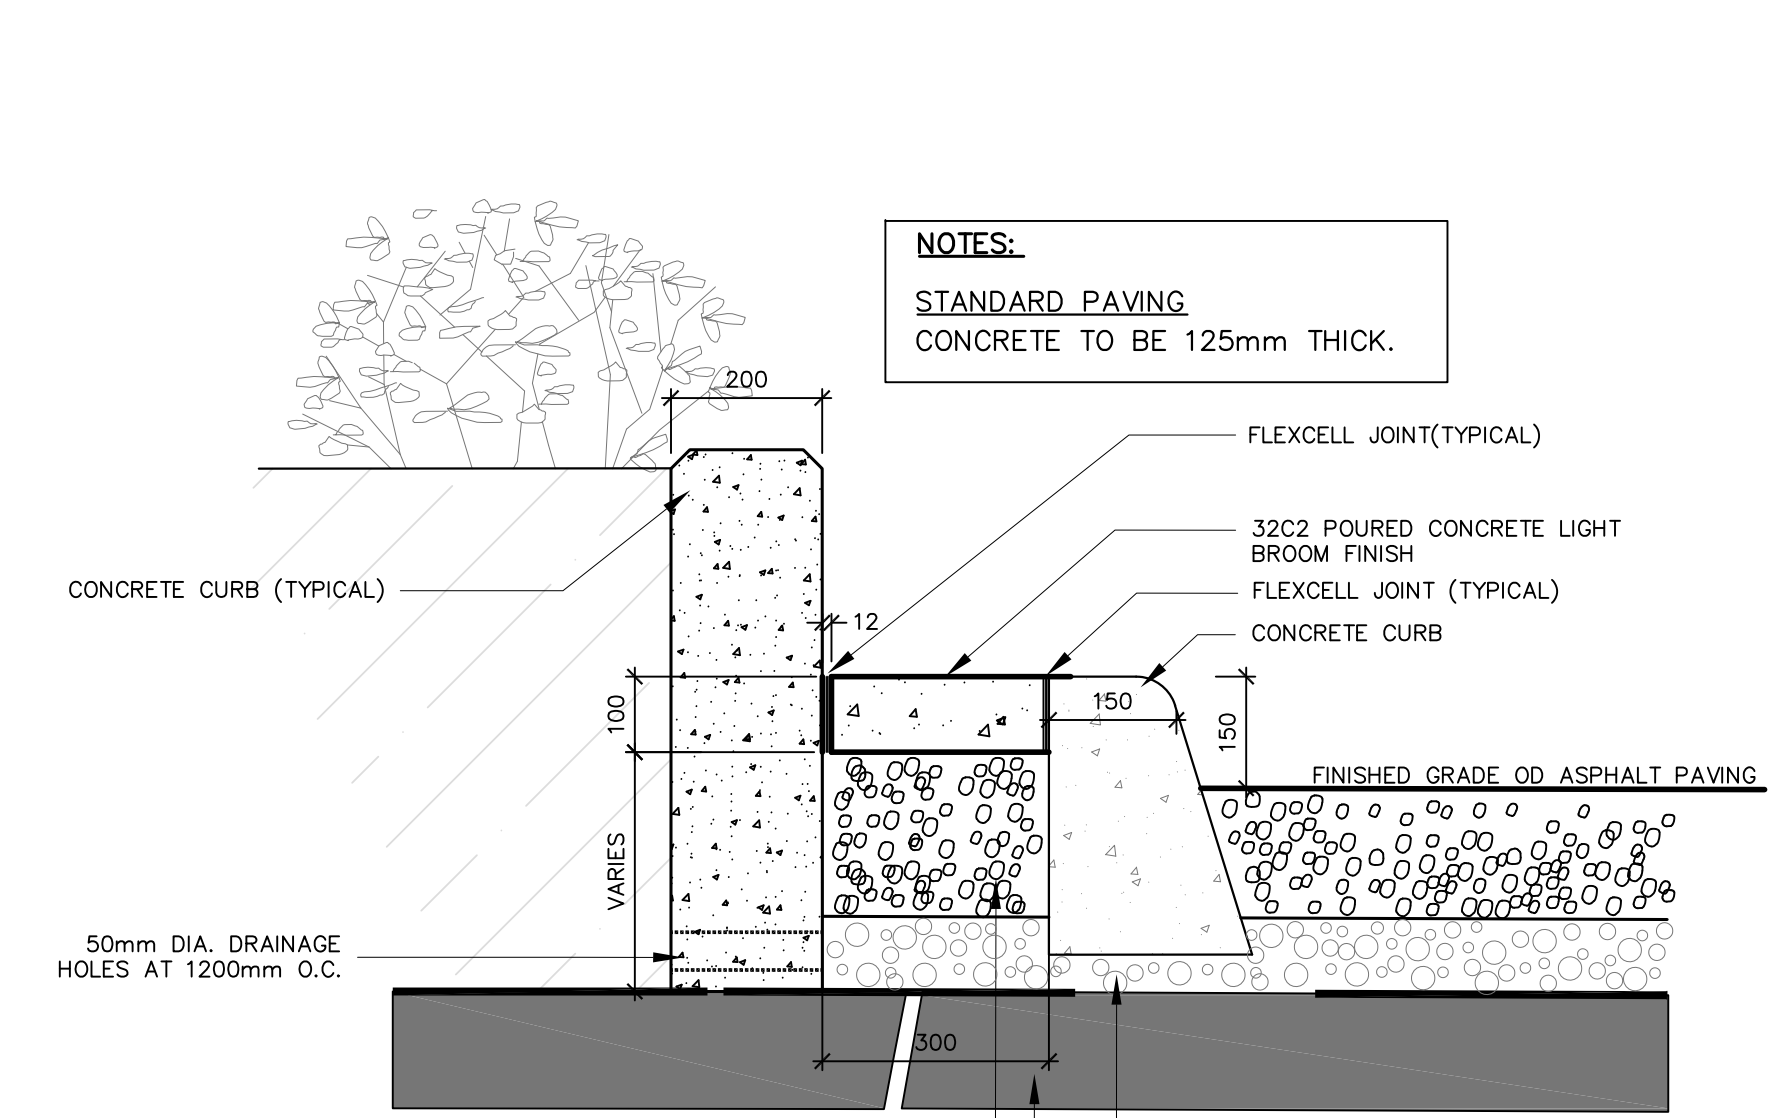 NOTES:
STANDARD PAVING
CONCRETE TO BE 125mm THICK.
200
FLEXCELL JOINT(TYPICAL)
32C2 POURED CONCRETE LIGHT
BROOM FINISH
CONCRETE CURB (TYPICAL)
FLEXCELL JOINT (TYPICAL)
12
CONCRETE CURB
100
150
150
FINISHED GRADE OD ASPHALT PAVING
VARIES
50mm DIA. DRAINAGE
HOLES AT 1200mm O.C.
300